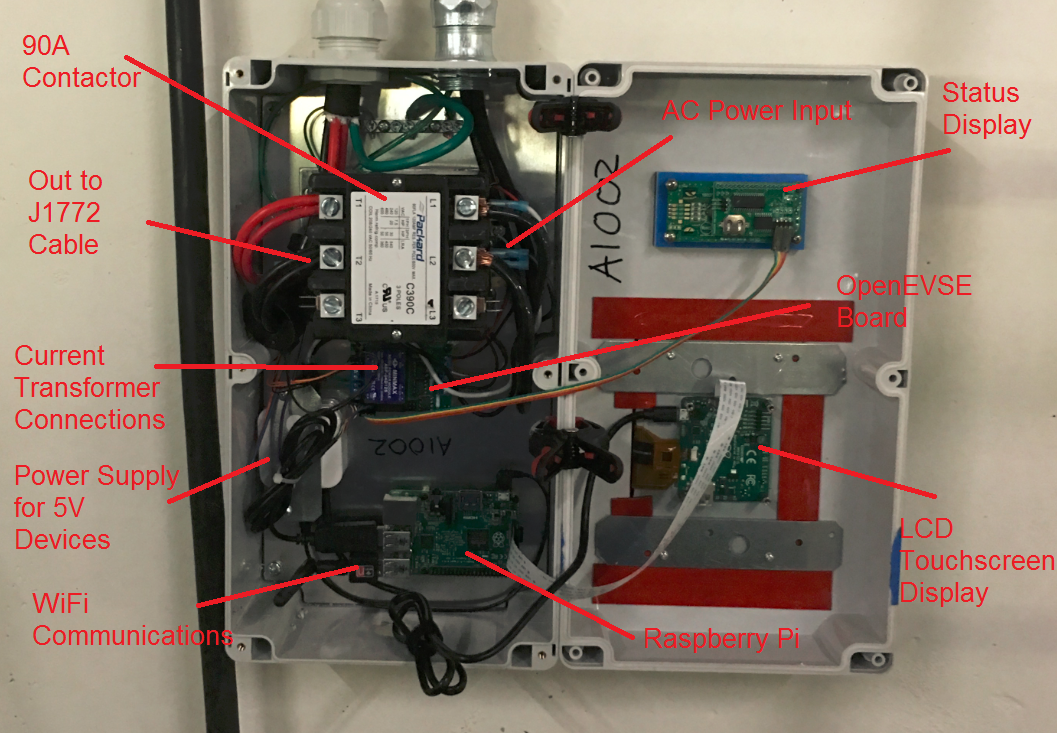 90A
Contactor
AC Power Input
Status
Display
Out to
J1772
Cable
A1002
T1
L1
Packard
T2
L2
C390C
3 POLES
T3
L3
OpenEVSE
Board
Current
Transformer
Connections
A1002
Power Supply
for 5V
Devices
LCD
Touchscreen
Display
WiFi
Communications
Raspberry Pi